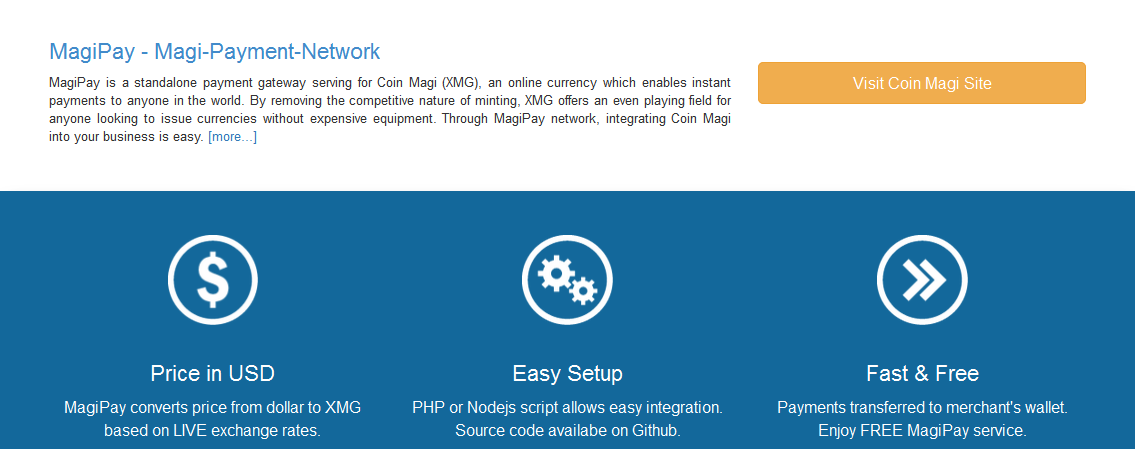 MagiPay - Magi-Payment-Network
MagiPay is a standalone payment gateway serving for Coin Magi (XMG), an online currency which enables instant
payments to anyone in the world. By removing the competitive nature of minting, XMG offers an even playing field for
anyone looking to issue currencies without expensive equipment. Through MagiPay network, integrating Coin Magi
into your business is easy. [more...]
Visit Coin Magi Site
$
Price in USD
MagiPay converts price from dollar to XMG
based on LIVE exchange rates.
Easy Setup
PHP or Nodejs script allows easy integration.
Source code availabe on Github.
Fast & Free
Payments transferred to merchant's wallet.
Enjoy FREE MagiPay service.